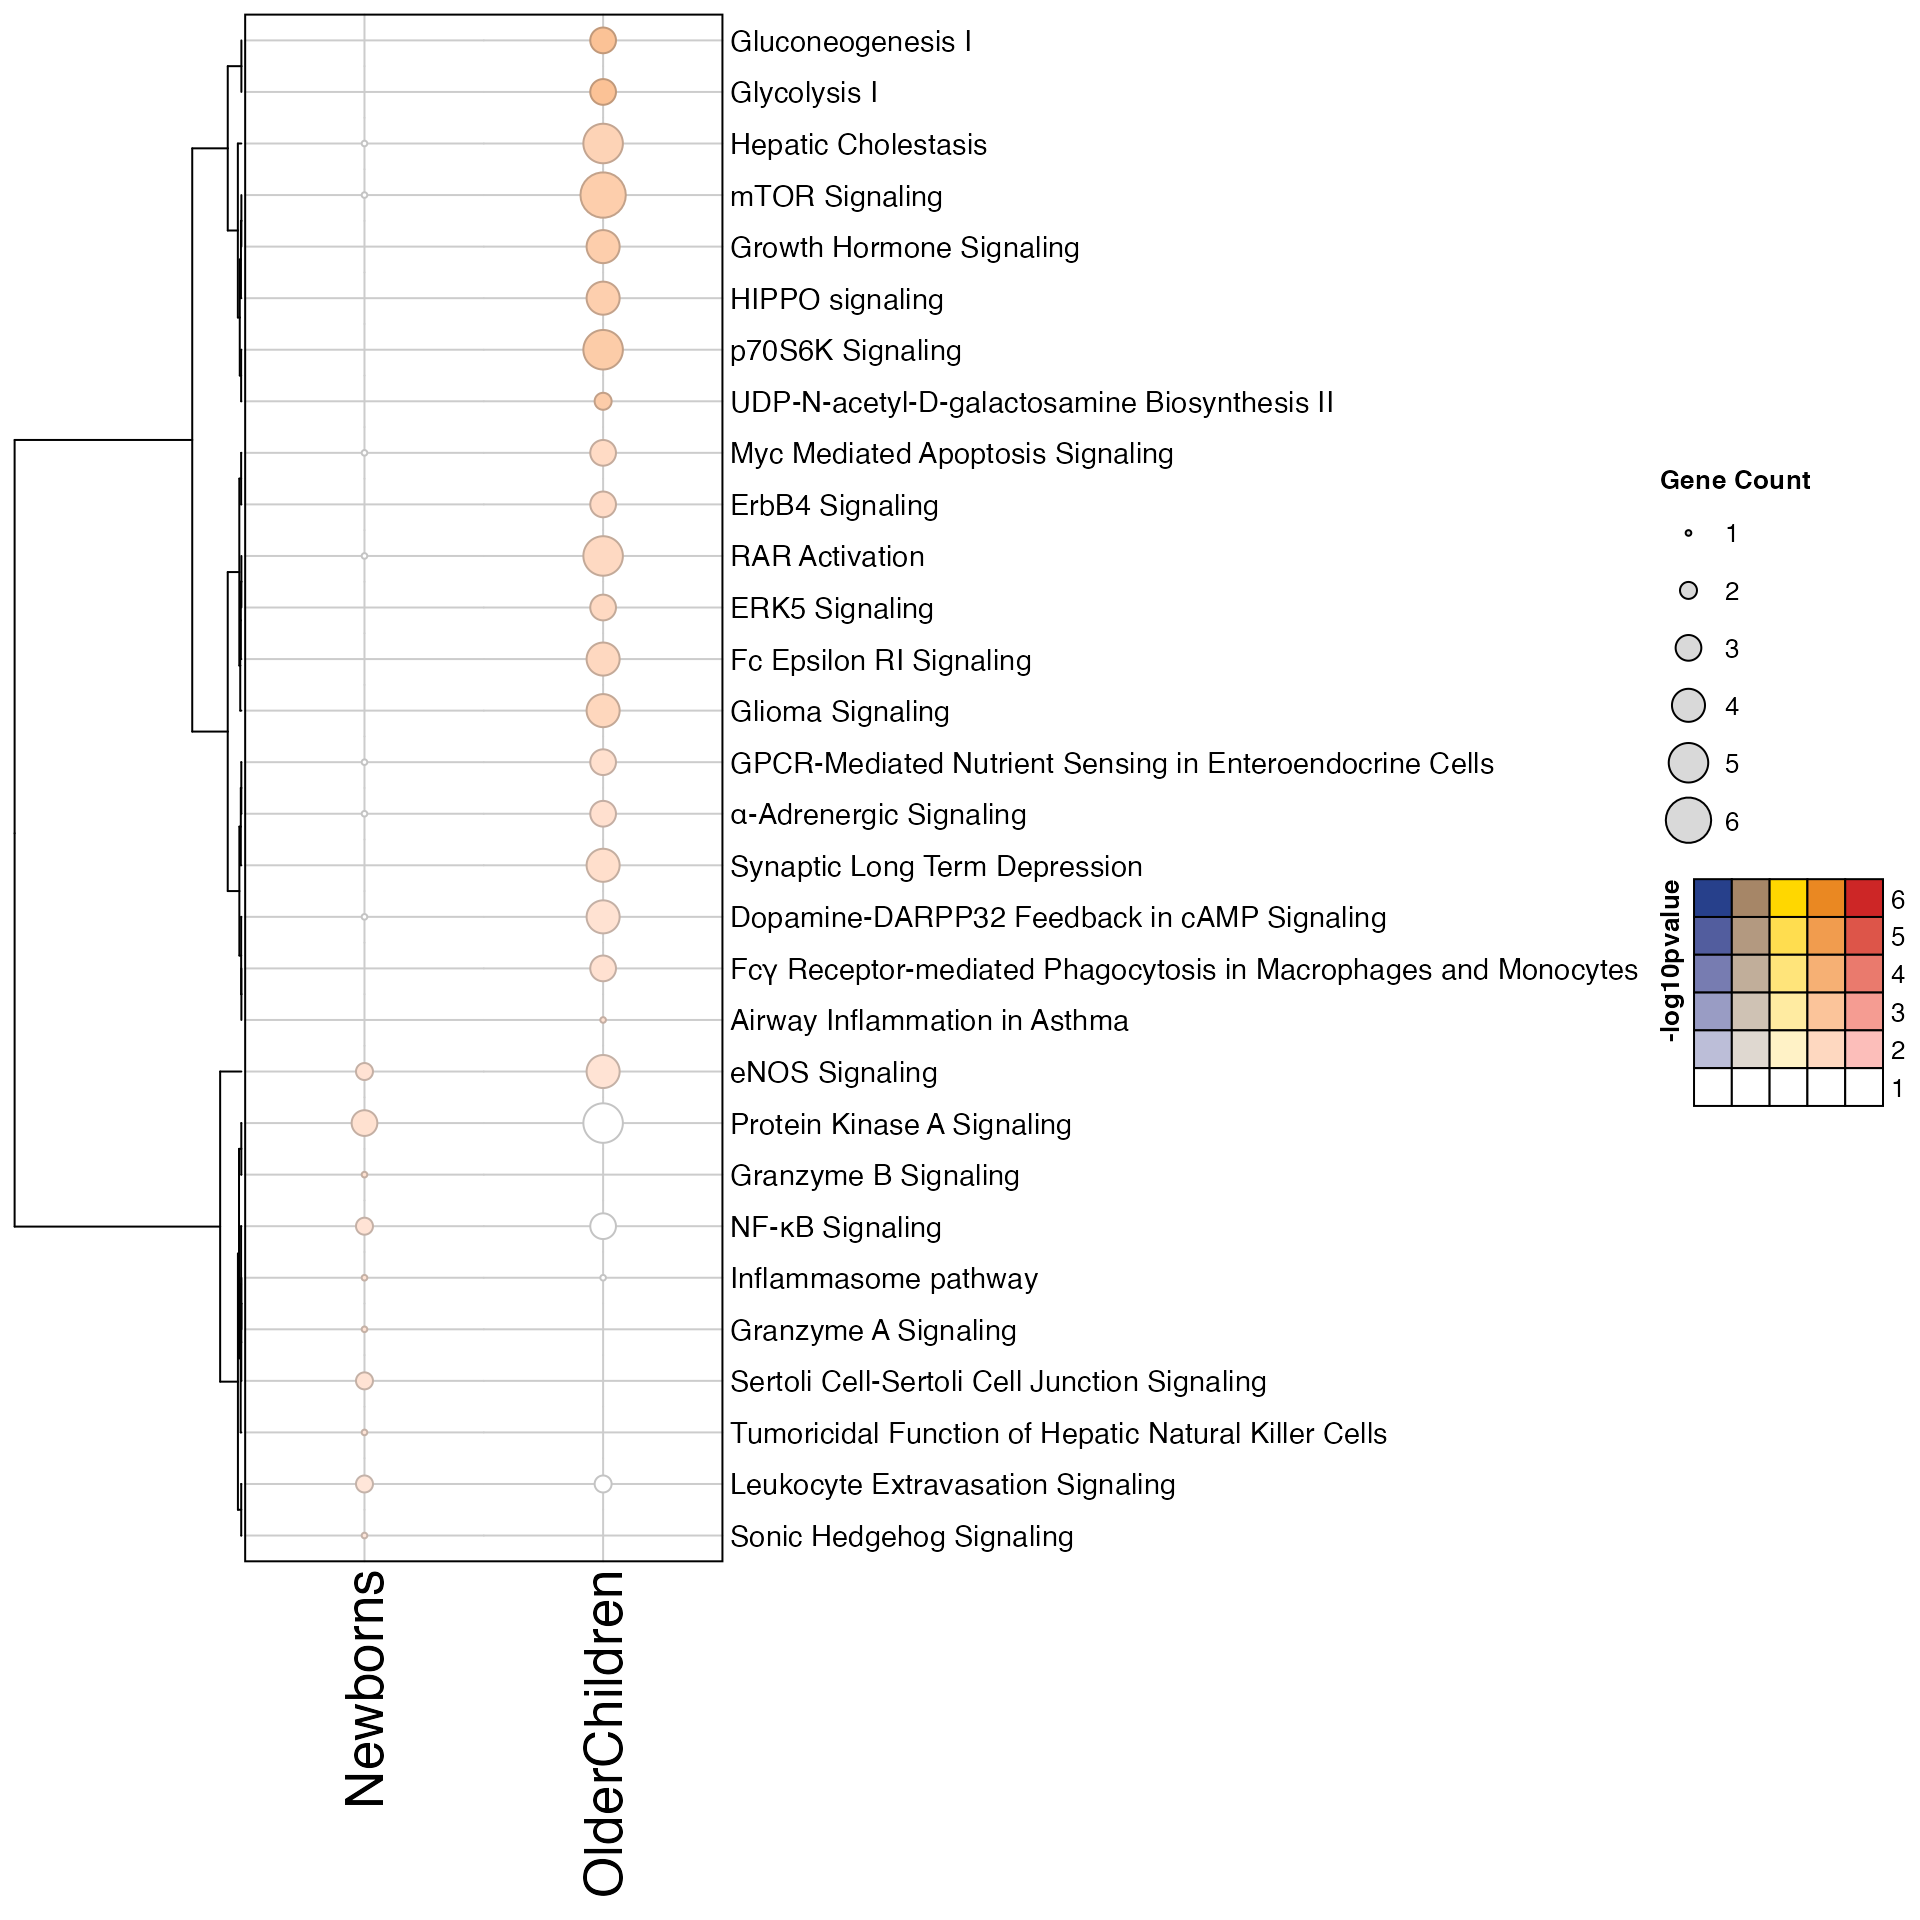 Gluconeogenesis I
Glycolysis I
Hepatic Cholestasis
mTOR Signaling
Growth Hormone Signaling
HIPPO signaling
p70S6K Signaling
UDP-N-acetyl-D-galactosamine Biosynthesis II
Myc Mediated Apoptosis Signaling
ErbB4 Signaling
RAR Activation
ERK5 Signaling
Fc Epsilon RI Signaling
Glioma Signaling
GPCR-Mediated Nutrient Sensing in Enteroendocrine Cells
α-Adrenergic Signaling
Synaptic Long Term Depression
Dopamine-DARPP32 Feedback in cAMP Signaling
Fcγ Receptor-mediated Phagocytosis in Macrophages and Monocytes
Airway Inflammation in Asthma
eNOS Signaling
Protein Kinase A Signaling
Granzyme B Signaling
NF-κB Signaling
Inflammasome pathway
Granzyme A Signaling
Sertoli Cell-Sertoli Cell Junction Signaling
Tumoricidal Function of Hepatic Natural Killer Cells
Leukocyte Extravasation Signaling
Sonic Hedgehog Signaling
Newborns
OlderChildren
Gene Count
1
2
3
4
5
6
-log10pvalue
6
5
4
3
2
1